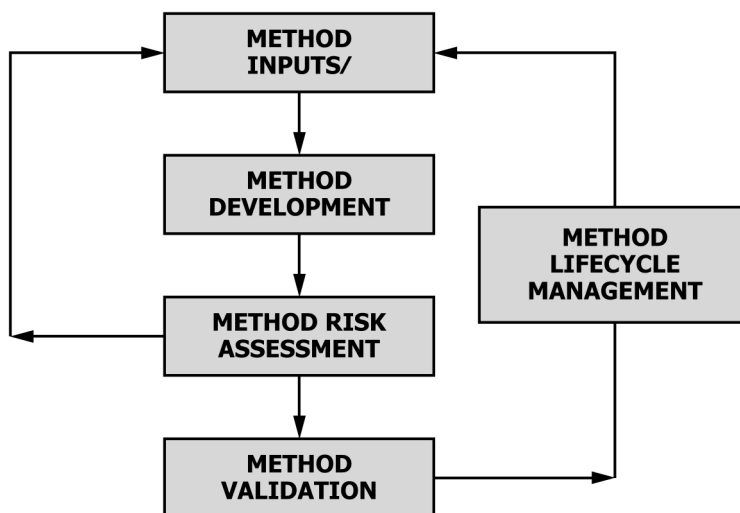 METHOD
INPUTS/
METHOD
DEVELOPMENT
METHOD
LIFECYCLE
MANAGEMENT
METHOD RISK
ASSESSMENT
METHOD
VALIDATION